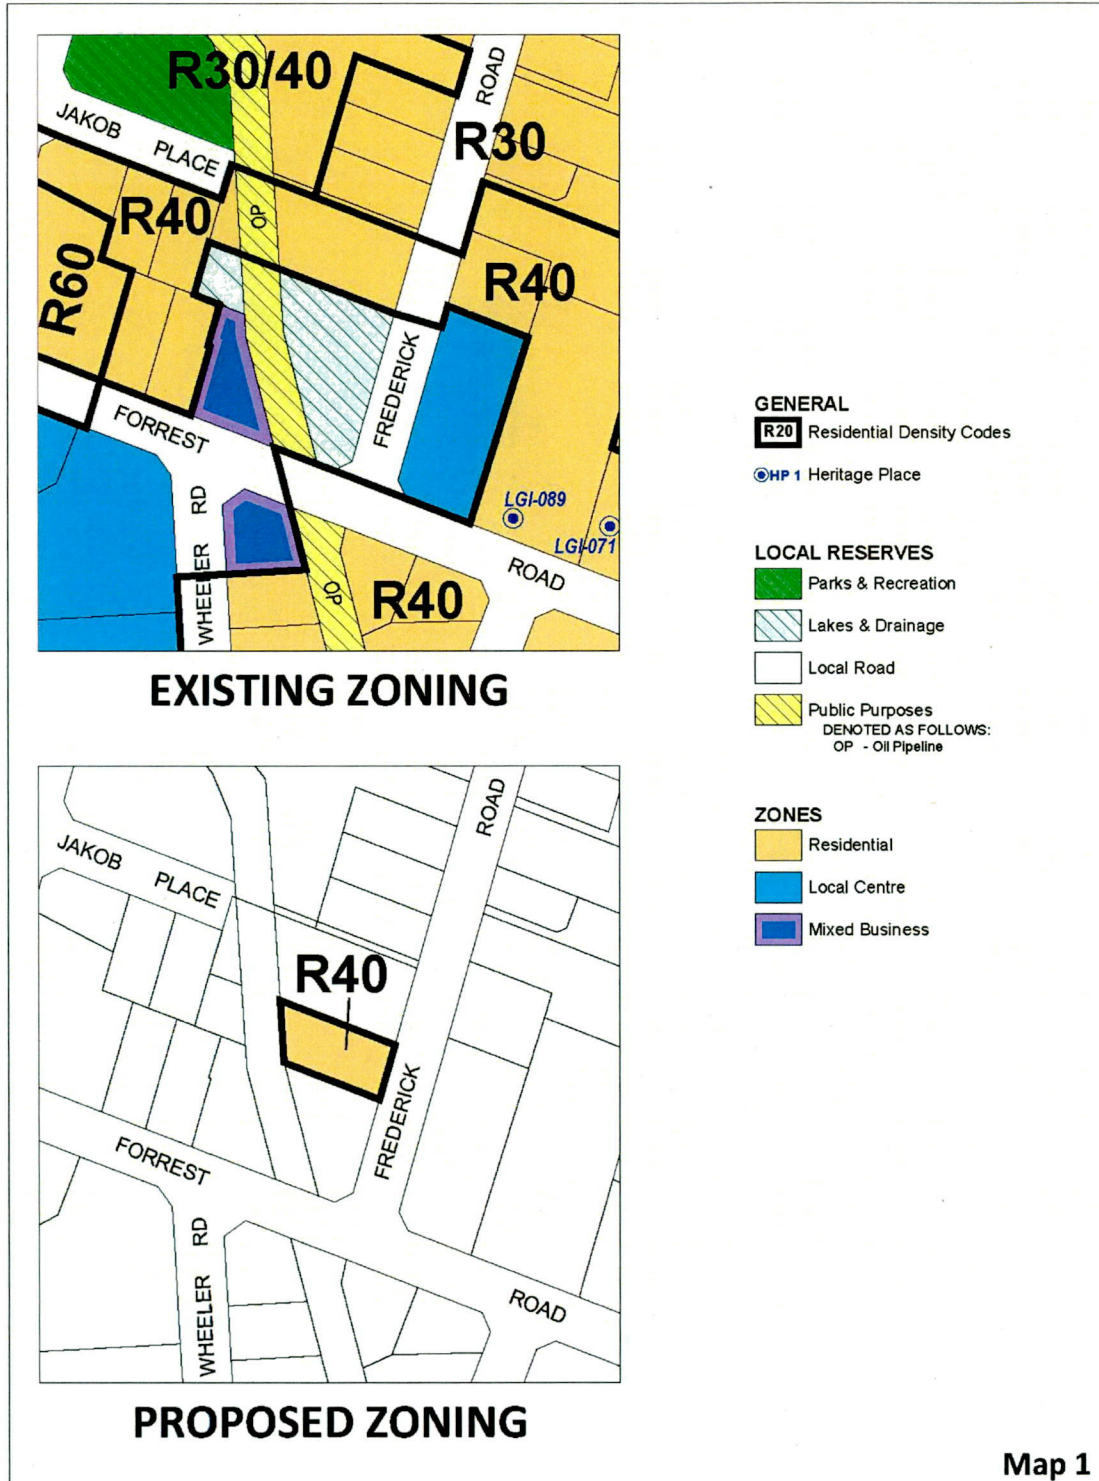 R30/40
ROAD
JAKOB PLACE
R30
R40
OP
R60
R40
FREDERICK
FORREST
LGI-089
LGI-071
WHEELER RD
ROAD
OP
R40
EXISTING ZONING
GENERAL
R20 Residential Density Codes
HP 1 Heritage Place
LOCAL RESERVES
Parks & Recreation
Lakes & Drainage
Local Road
Public Purposes
DENOTED AS FOLLOWS:
OP - Oil Pipeline
ZONES
Residential
Local Centre
Mixed Business
ROAD
JAKOB PLACE
R40
FREDERICK
FORREST
WHEELER RD
ROAD
PROPOSED ZONING
Map 1